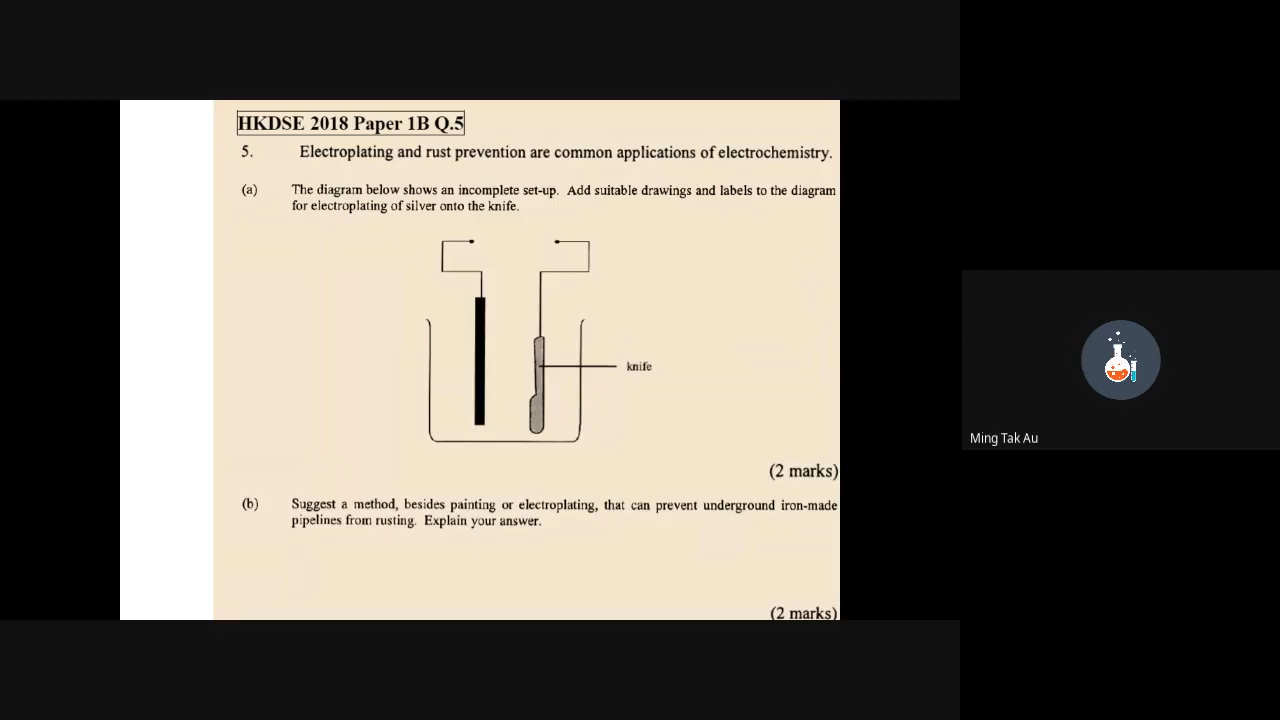 HKDSE 2018 Paper 1B Q.5
5. Electroplating and rust prevention are common applications of electrochemistry.
(a) The diagram below shows an incomplete set-up. Add suitable drawings and labels to the diagram
for electroplating of silver onto the knife.
knife
(2 marks)
(b) Suggest a method, besides painting or electroplating, that can prevent underground iron-made
pipelines from rusting. Explain your answer.
(2 marks)
Ming Tak Au